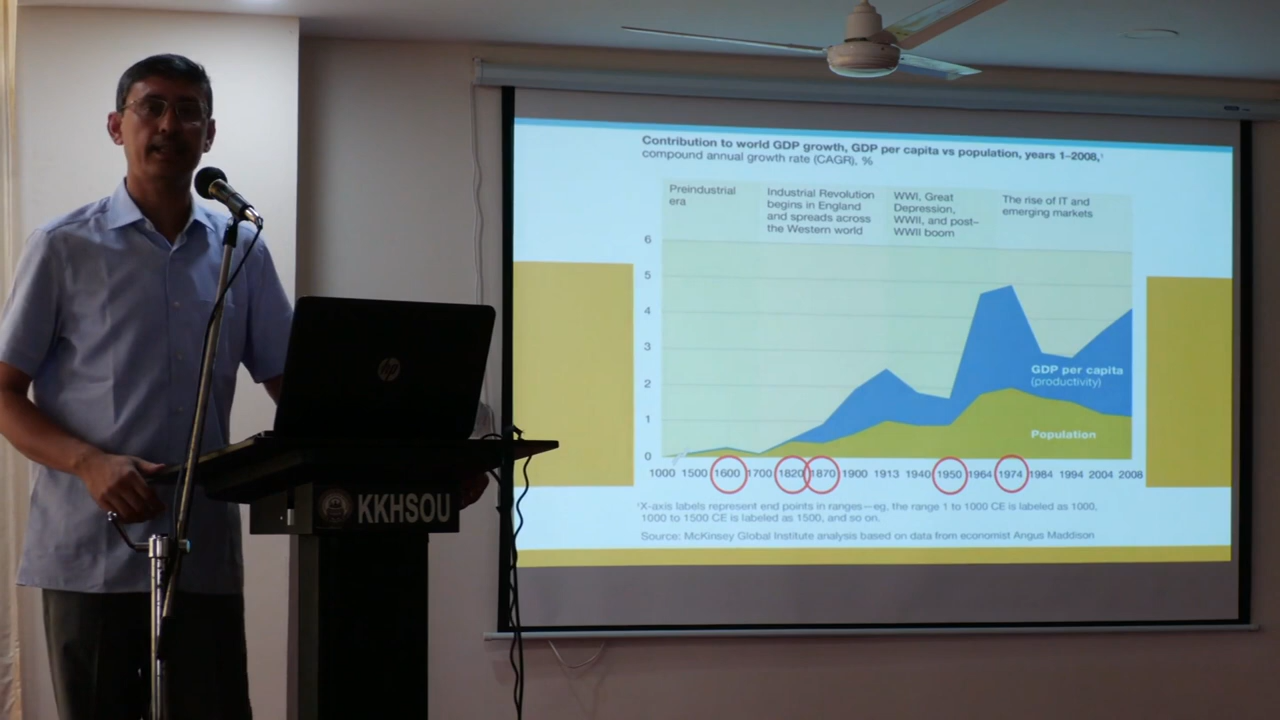 Contribution to world GDP growth, GDP per capita vs population, years 1–2008,¹
compound annual growth rate (CAGR), %
Preindustrial
era
Industrial Revolution
begins in England
and spreads across
the Western world
WWI, Great
Depression,
WWII, and post–
WWII boom
The rise of IT and
emerging markets
6
5
4
3
2
1
0
GDP per capita
(productivity)
Population
1000 1500 1600 1700 1820 1870 1900 1913 1940 1950 1964 1974 1984 1994 2004 2008
¹X-axis labels represent end points in ranges—eg, the range 1 to 1000 CE is labeled as 1000,
1000 to 1500 CE is labeled as 1500, and so on.
Source: McKinsey Global Institute analysis based on data from economist Angus Maddison
hp
KKHSOU